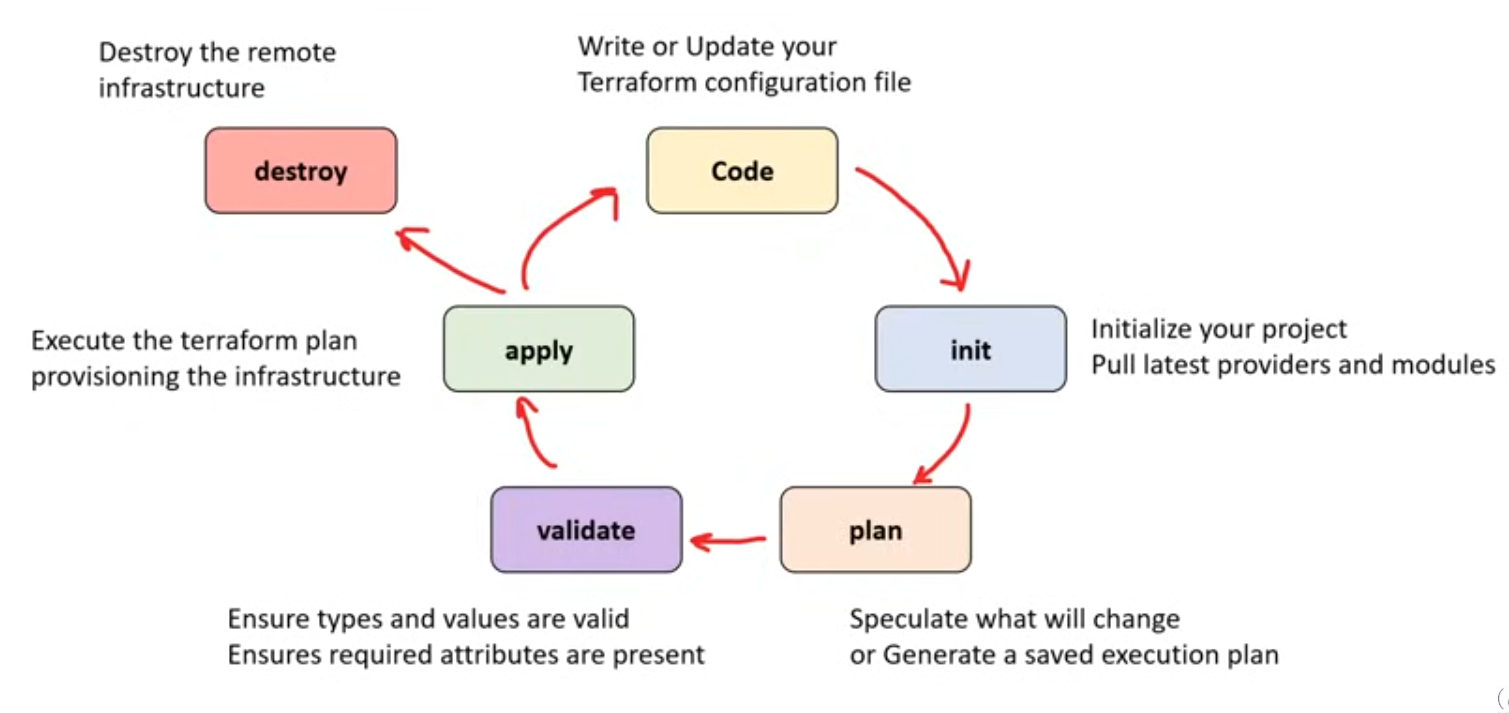 Destroy the remote
infrastructure
destroy
Write or Update your
Terraform configuration file
Code
init
Initialize your project
Pull latest providers and modules
plan
Speculate what will change
or Generate a saved execution plan
validate
Ensure types and values are valid
Ensures required attributes are present
apply
Execute the terraform plan
provisioning the infrastructure